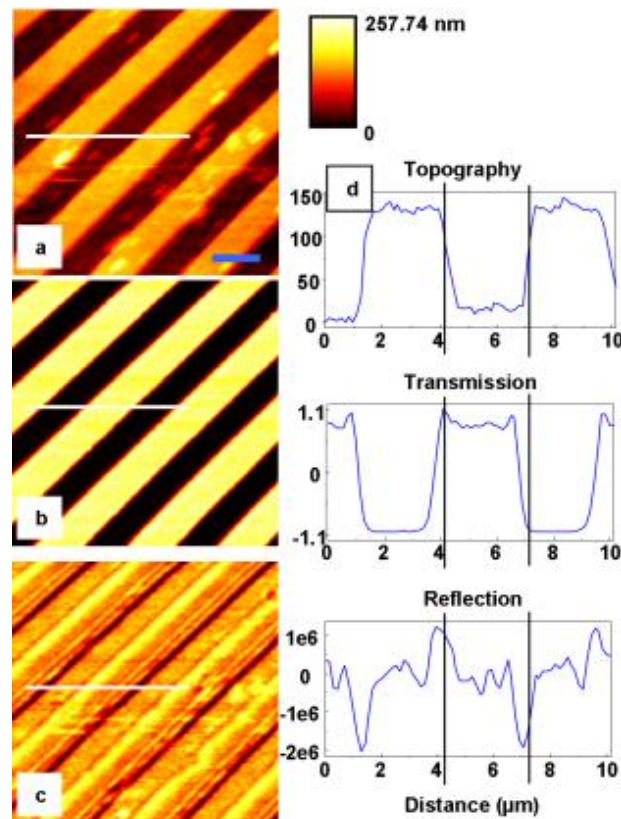 257.74 nm
0
a
d
Topography
150
100
50
0
0 2 4 6 8 10
b
Transmission
1.1
0
-1.1
0 2 4 6 8 10
c
Reflection
1e6
0
-1e6
-2e6
0 2 4 6 8 10
Distance (µm)